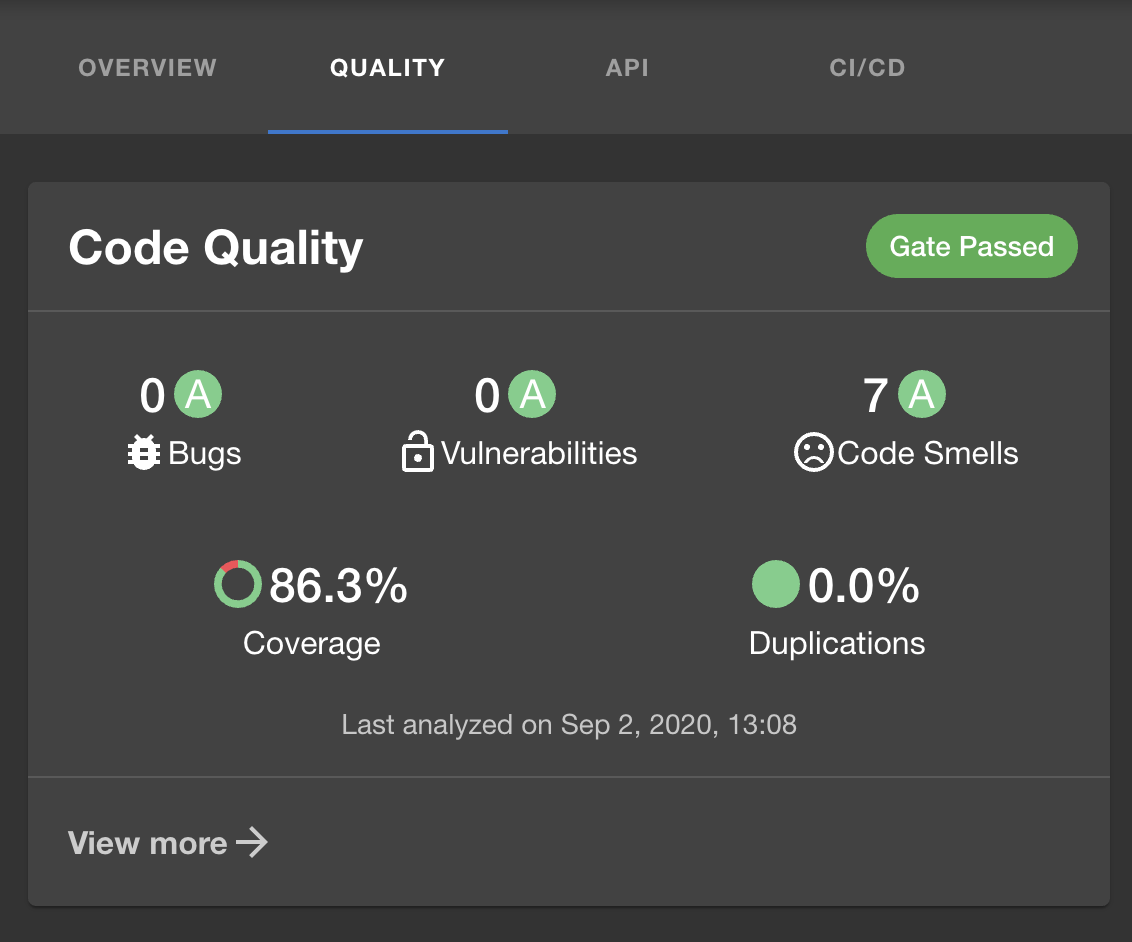 OVERVIEW QUALITY API CI/CD
Code Quality Gate Passed
0 A 0 A 7 A
Bugs Vulnerabilities Code Smells
86.3% 0.0%
Coverage Duplications
Last analyzed on Sep 2, 2020, 13:08
View more